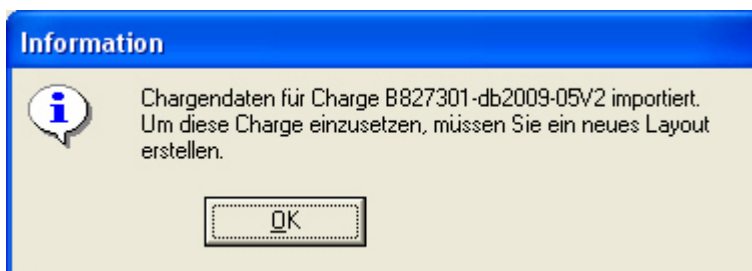 Information
Chargendaten für Charge B827301-db2009-05V2 importiert.
Um diese Charge einzusetzen, müssen Sie ein neues Layout
erstellen.
OK